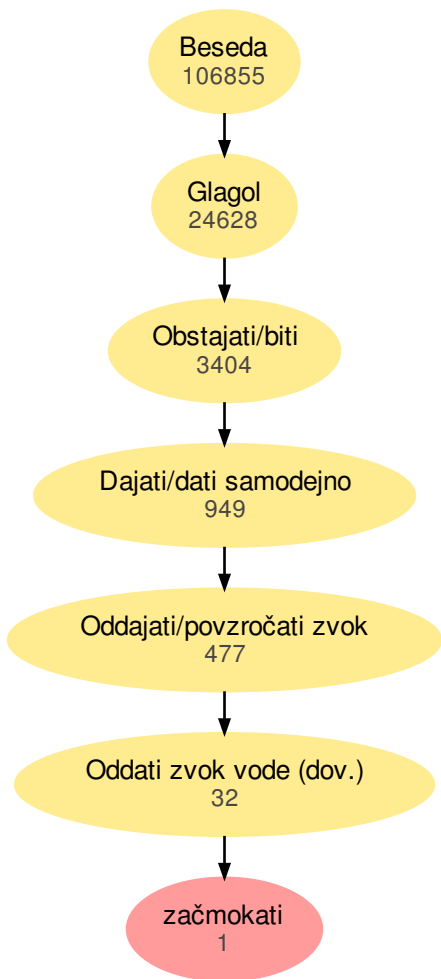 Beseda
106855
Glagol
24628
Obstajati/biti
3404
Dajati/dati samodejno
949
Oddajati/povzročati zvok
477
Oddati zvok vode (dov.)
32
začmokati
1